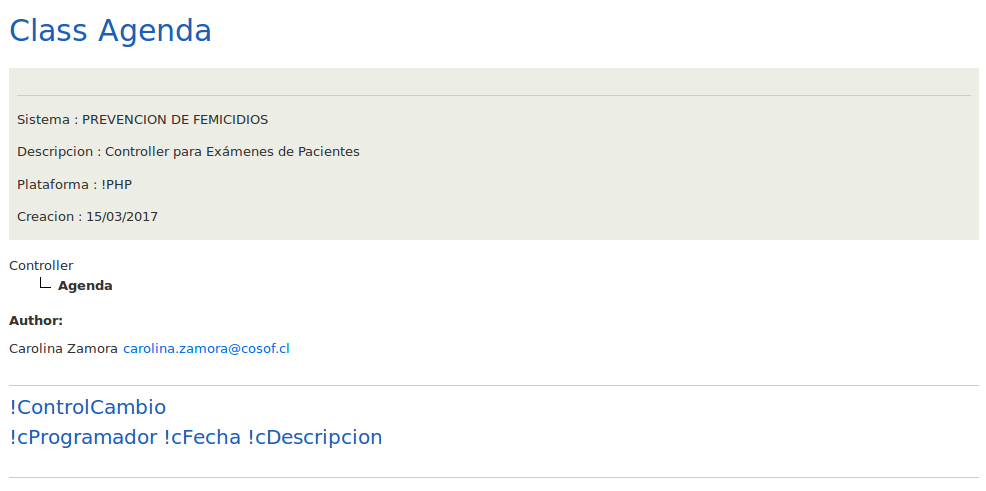 Class Agenda
Sistema : PREVENCION DE FEMICIDIOS
Descripcion : Controller para Exámenes de Pacientes
Plataforma : !PHP
Creacion : 15/03/2017
Controller
Agenda
Author:
Carolina Zamora carolina.zamora@cosof.cl
!ControlCambio
!cProgramador !cFecha !cDescripcion